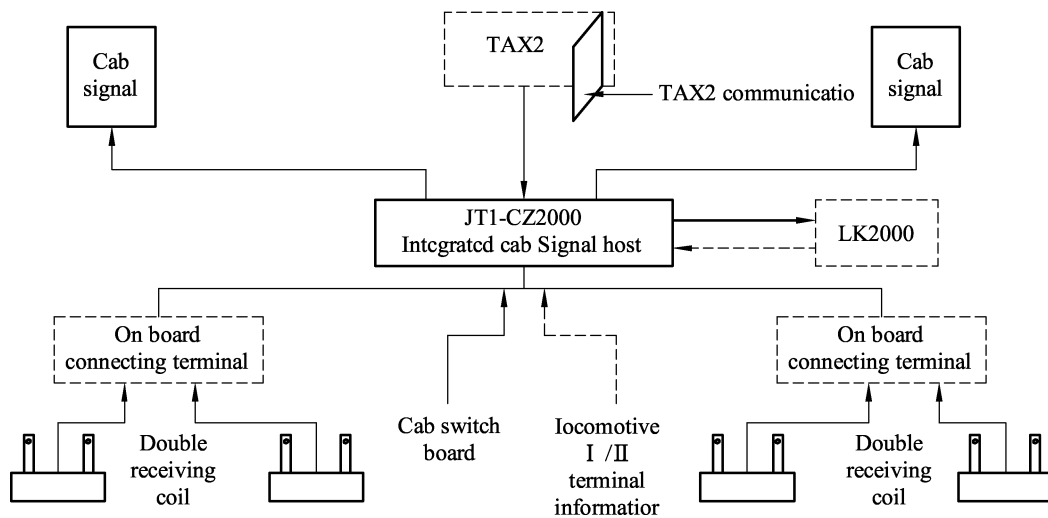 Cab
signal
TAX2
TAX2 communicatio
Cab
signal
JT1-CZ2000
Intcgratcd cab Signal host
LK2000
On board
connecting terminal
On board
connecting terminal
Double
receiving
coil
Cab switch
board
Iocomotive
Ⅰ /Ⅱ
terminal
informatior
Double
receiving
coil